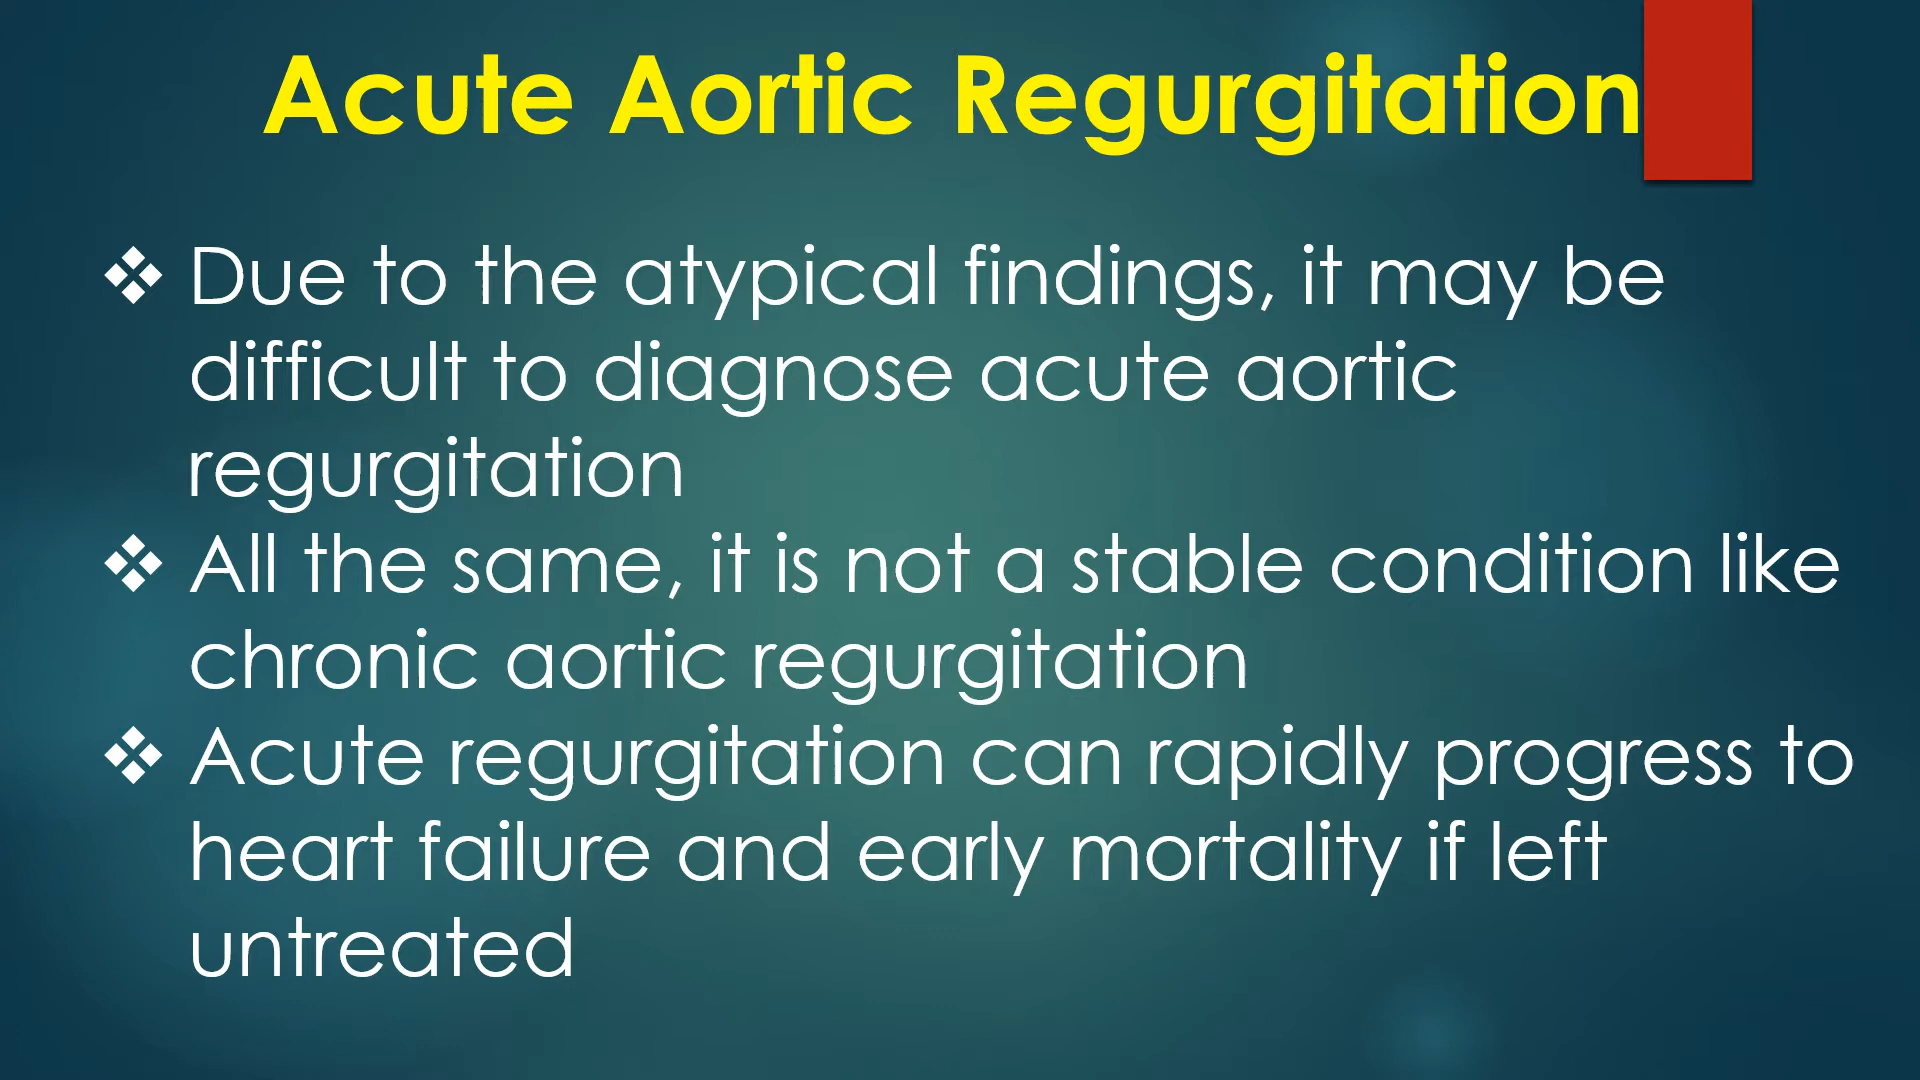 Acute Aortic Regurgitation
❖ Due to the atypical findings, it may be
difficult to diagnose acute aortic
regurgitation
❖ All the same, it is not a stable condition like
chronic aortic regurgitation
❖ Acute regurgitation can rapidly progress to
heart failure and early mortality if left
untreated